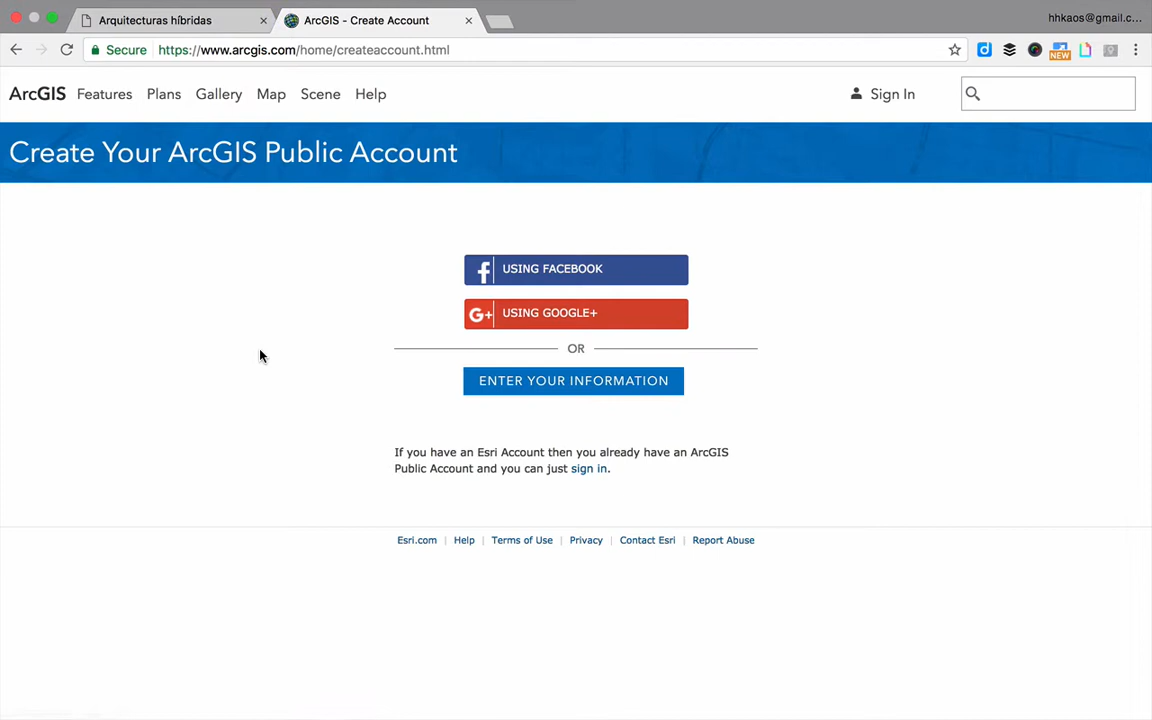 Arquitecturas híbridas
ArcGIS - Create Account
hhkaos@gmail.c...
Secure https://www.arcgis.com/home/createaccount.html
NEW
ArcGIS Features Plans Gallery Map Scene Help Sign In
Create Your ArcGIS Public Account
f USING FACEBOOK
G+ USING GOOGLE+
OR
ENTER YOUR INFORMATION
If you have an Esri Account then you already have an ArcGIS
Public Account and you can just sign in.
Esri.com | Help | Terms of Use | Privacy | Contact Esri | Report Abuse